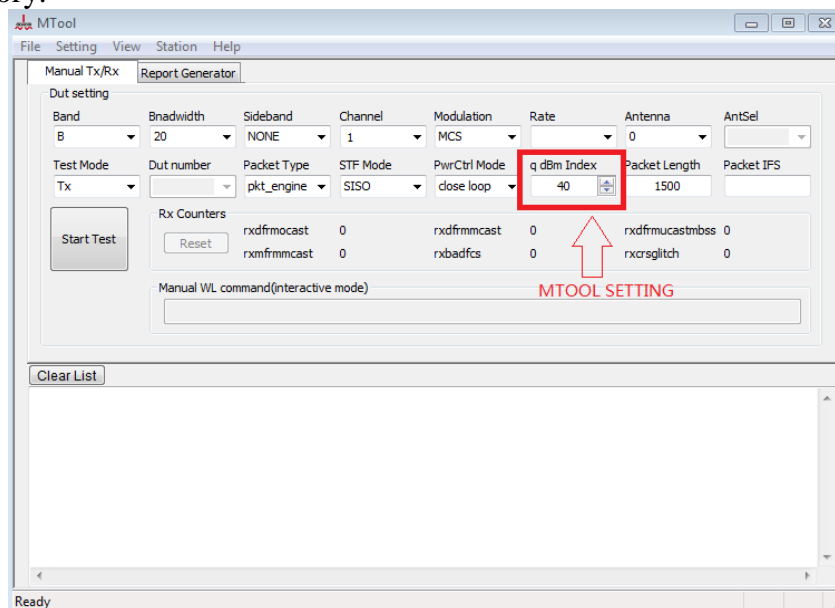 ory.
MTool
File Setting View Station Help
Manual Tx/Rx Report Generator
Dut setting
Band Bnadwidth Sideband Channel Modulation Rate Antenna AntSel
B 20 NONE 1 MCS 0
Test Mode Dut number Packet Type STF Mode PwrCtrl Mode q dBm Index Packet Length Packet IFS
Tx pkt_engine SISO close loop 40 1500
Rx Counters
Start Test Reset rxdfrmocast 0 rxdfrmmcast 0 rxdfrmucastmbss 0
rxmfrmmcast 0 rxbadfcs 0 rxcrsglitch 0
Manual WL command(interactive mode) MTOOL SETTING
Clear List
Ready